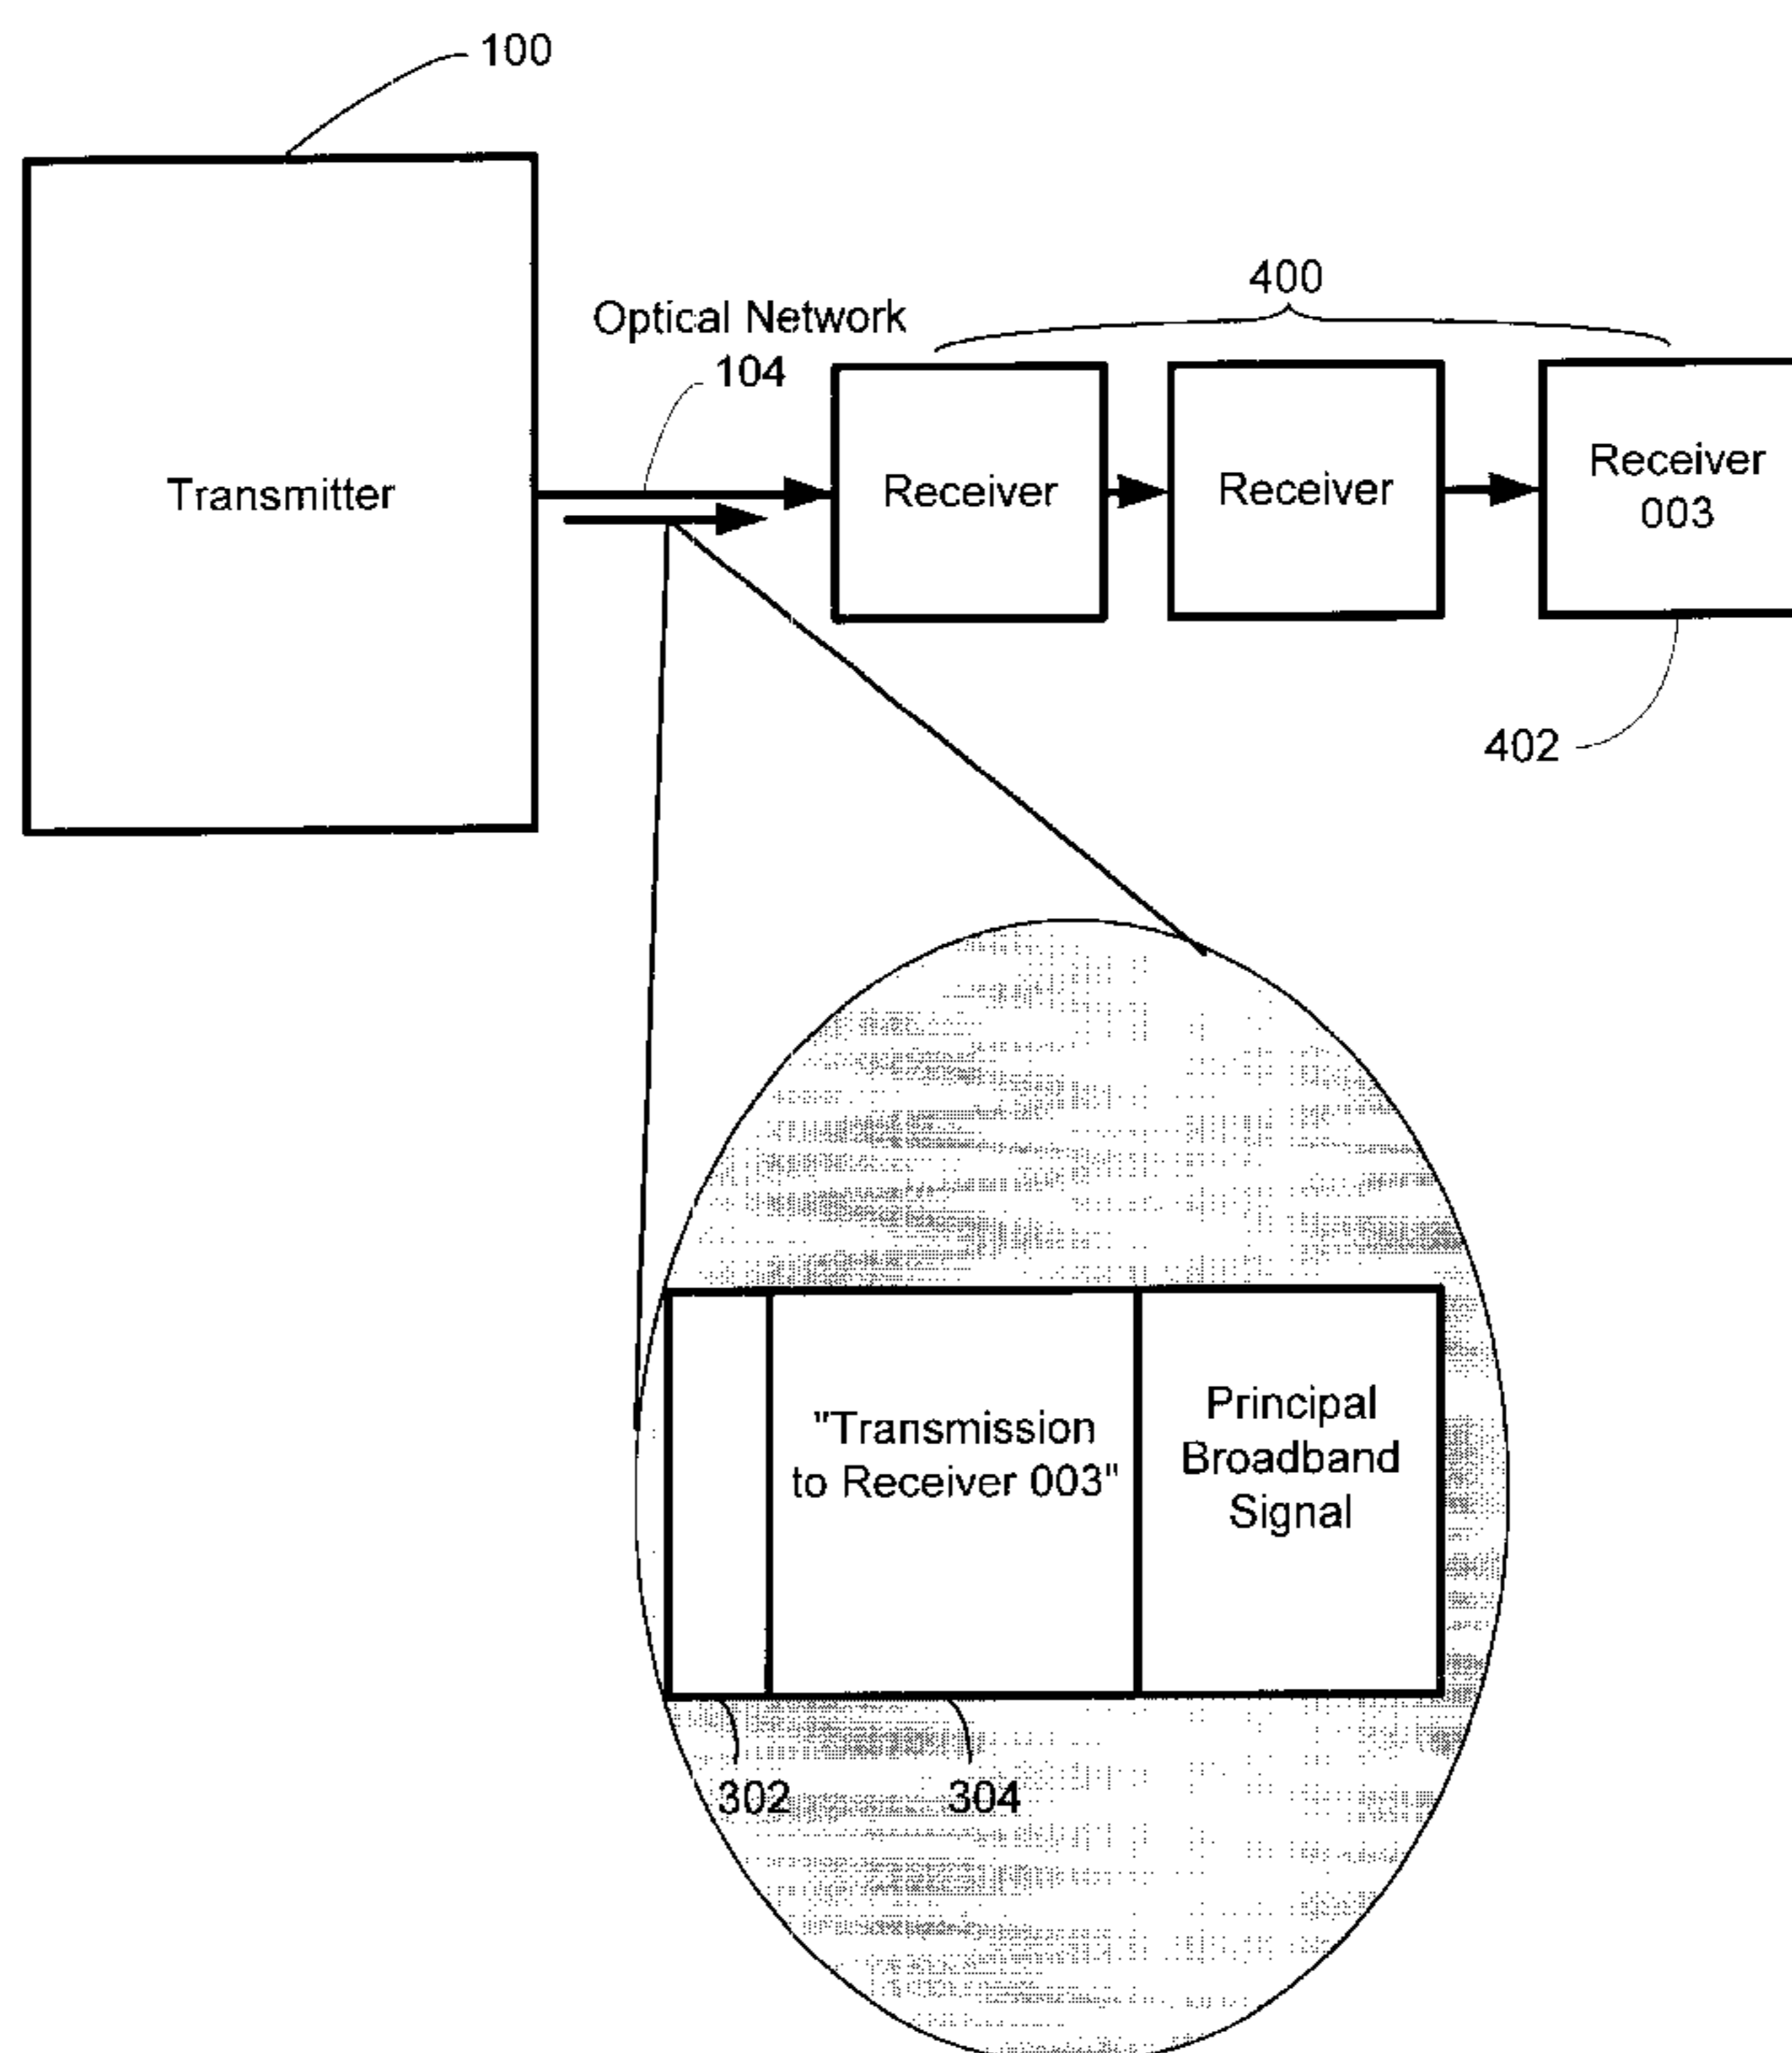 100
400
Optical Network
104
Transmitter
Receiver
Receiver
Receiver
003
402
"Transmission
to Receiver 003"
Principal
Broadband
Signal
302
304